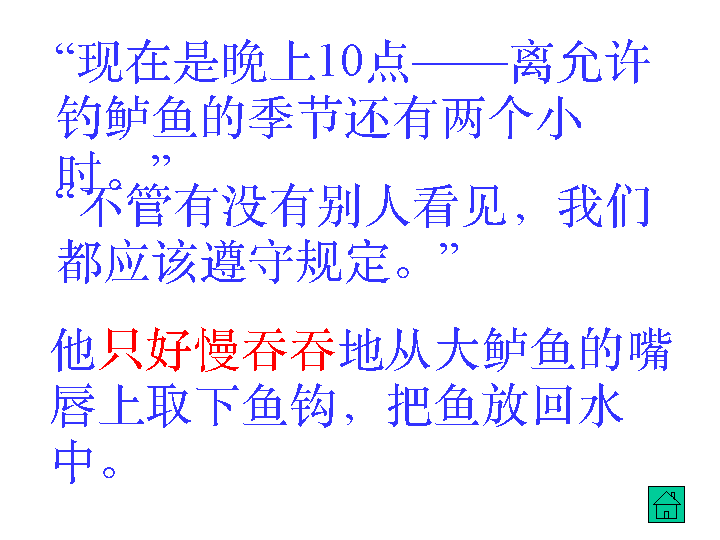 “现在是晚上10点——离允许
钓鲈鱼的季节还有两个小
时。”
“不管有没有别人看见，我们
都应该遵守规定。”
他只好慢吞吞地从大鲈鱼的嘴
唇上取下鱼钩，把鱼放回水
中。